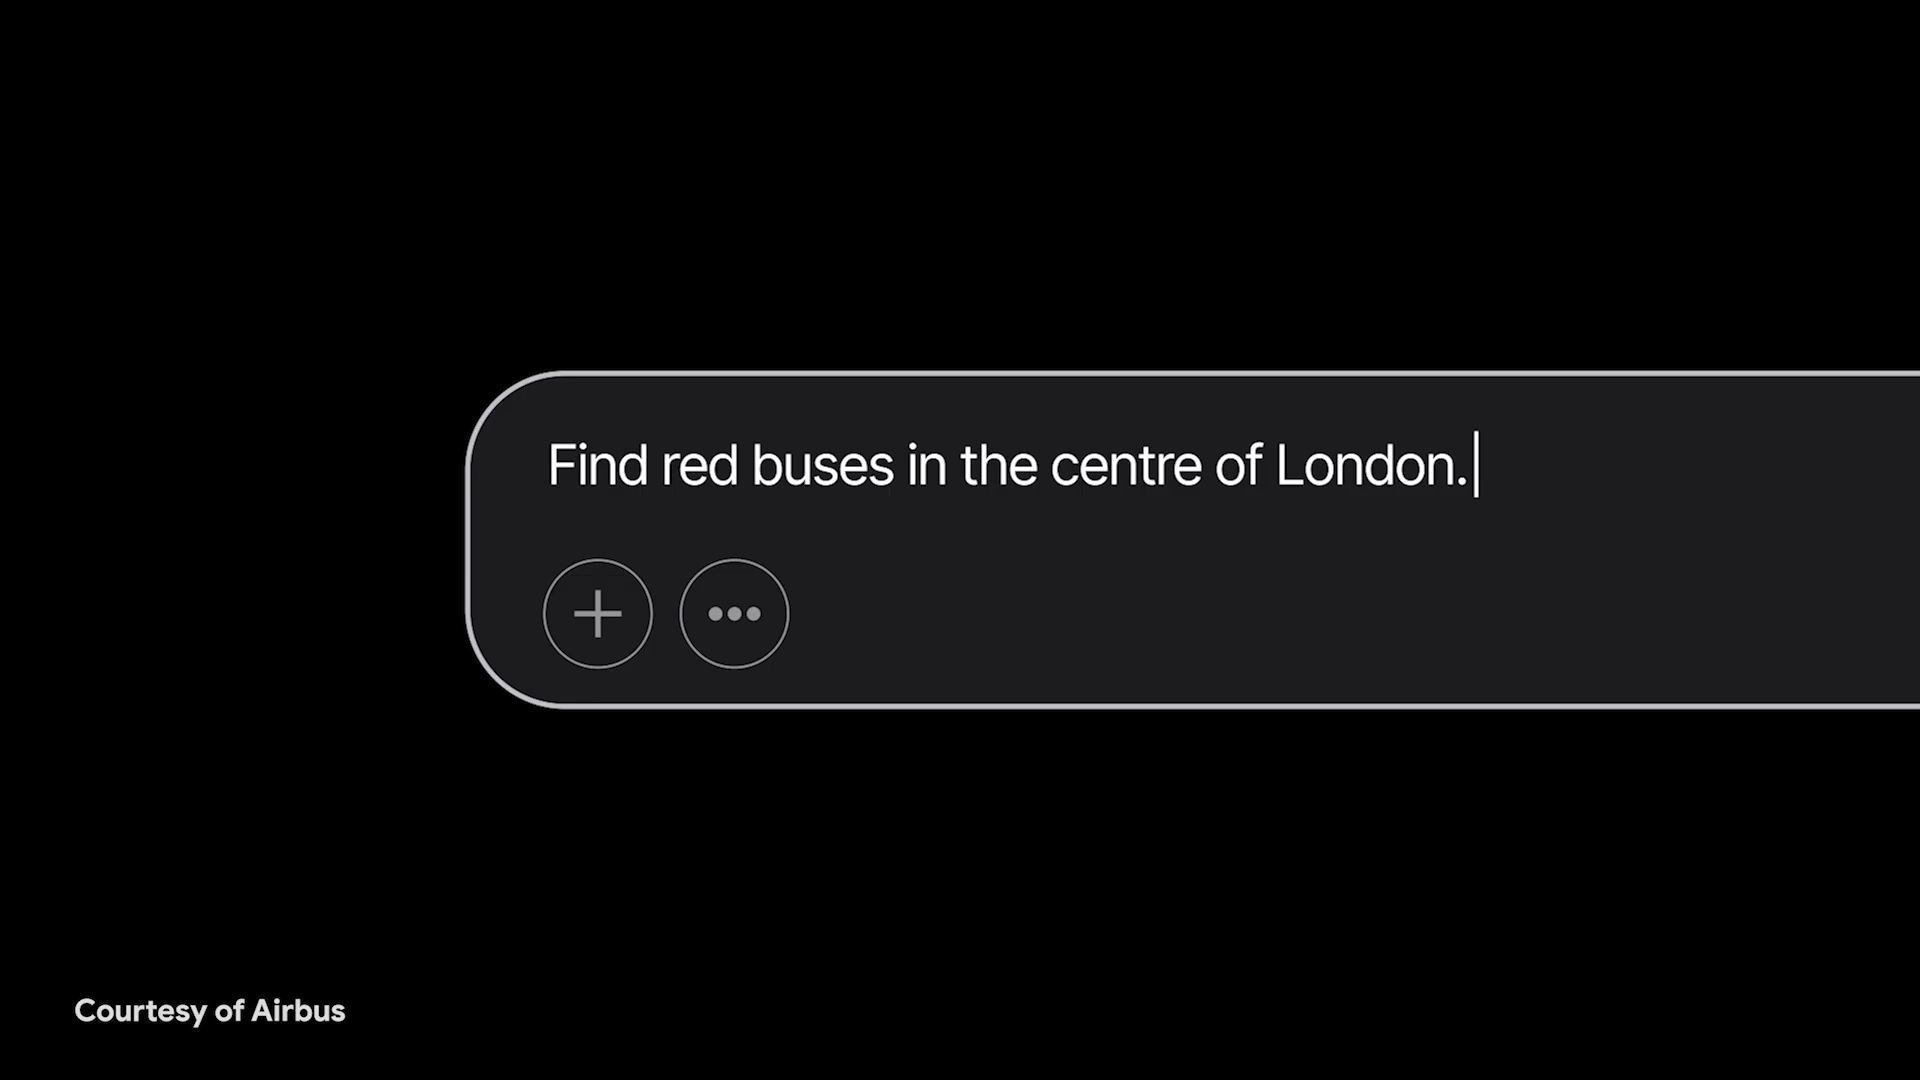 Find red buses in the centre of London.
Courtesy of Airbus